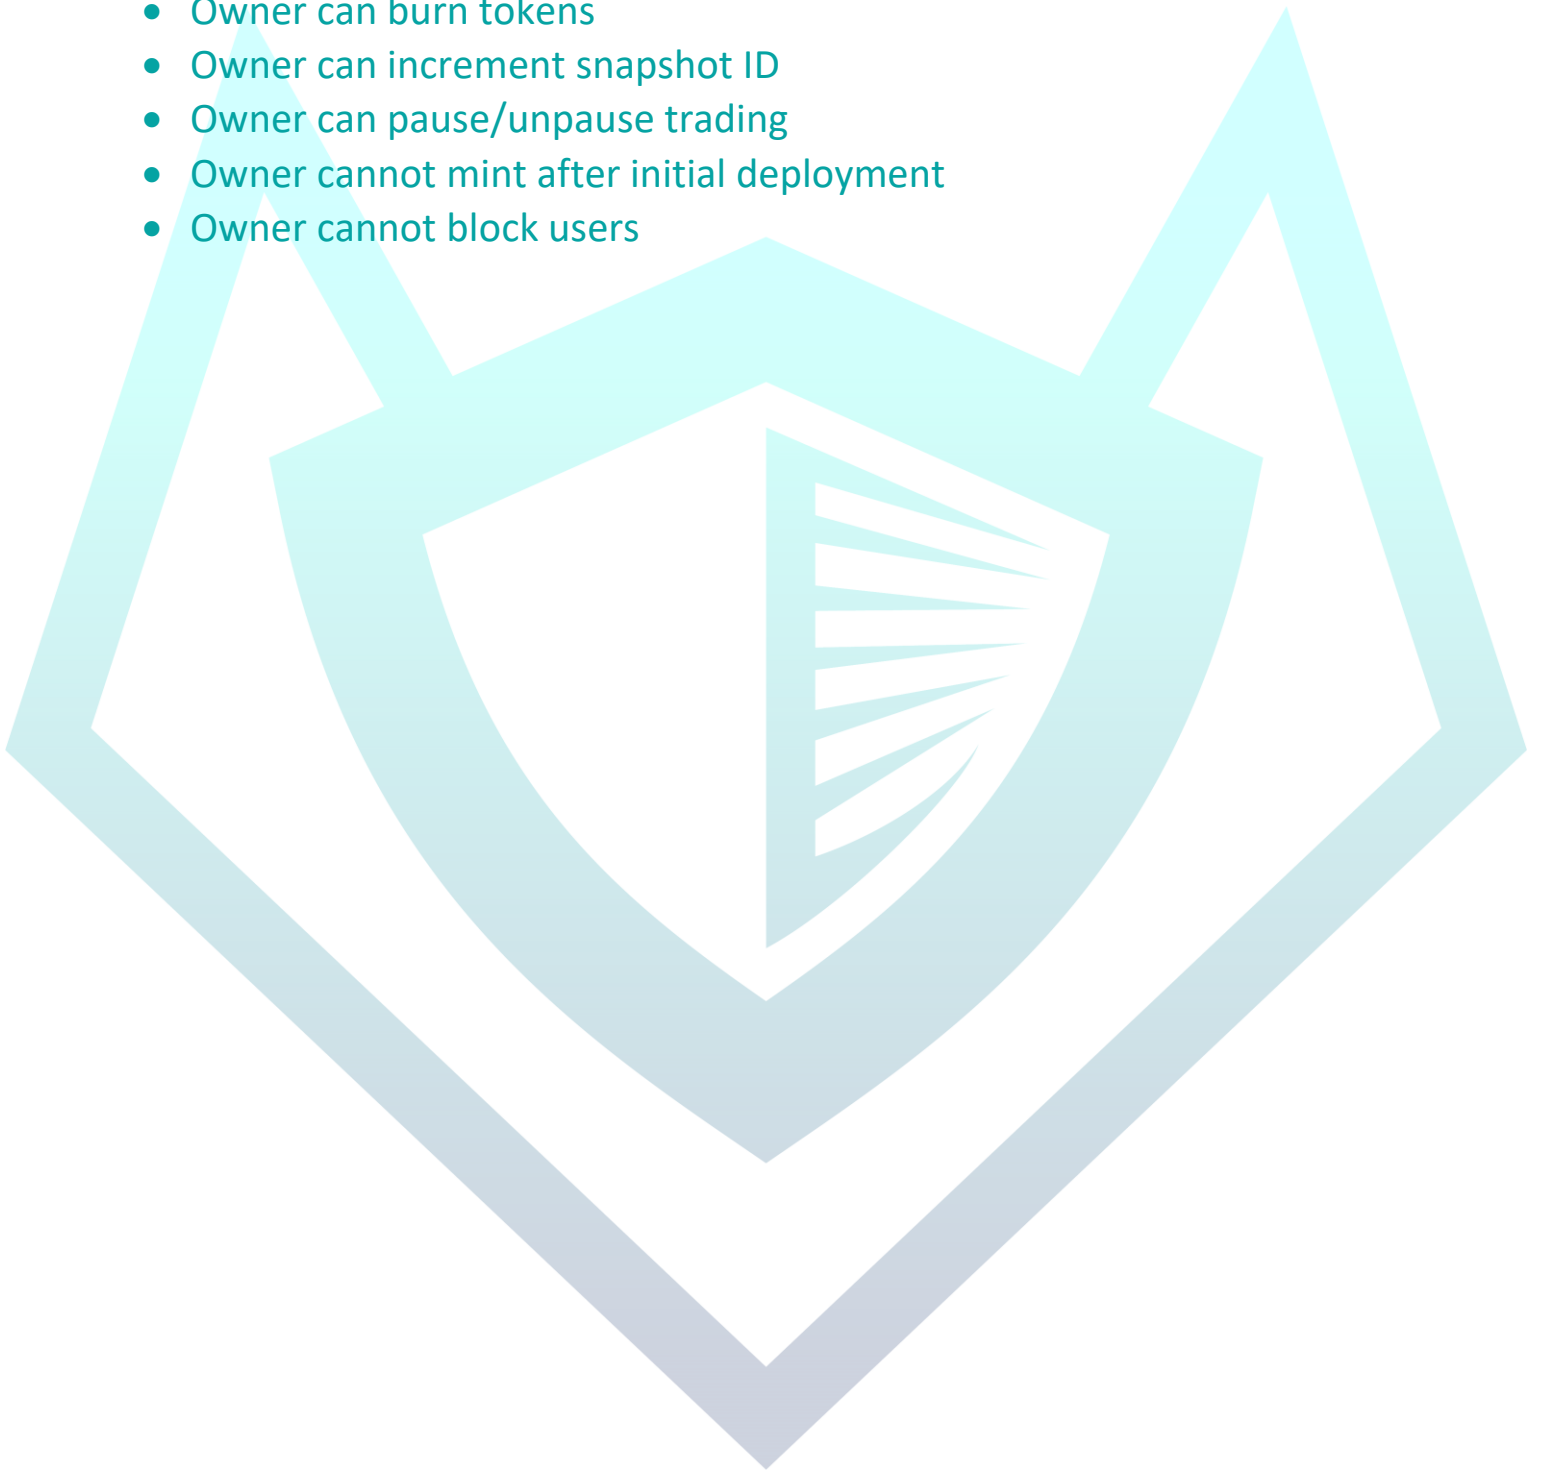 • Owner can burn tokens
• Owner can increment snapshot ID
• Owner can pause/unpause trading
• Owner cannot mint after initial deployment
• Owner cannot block users